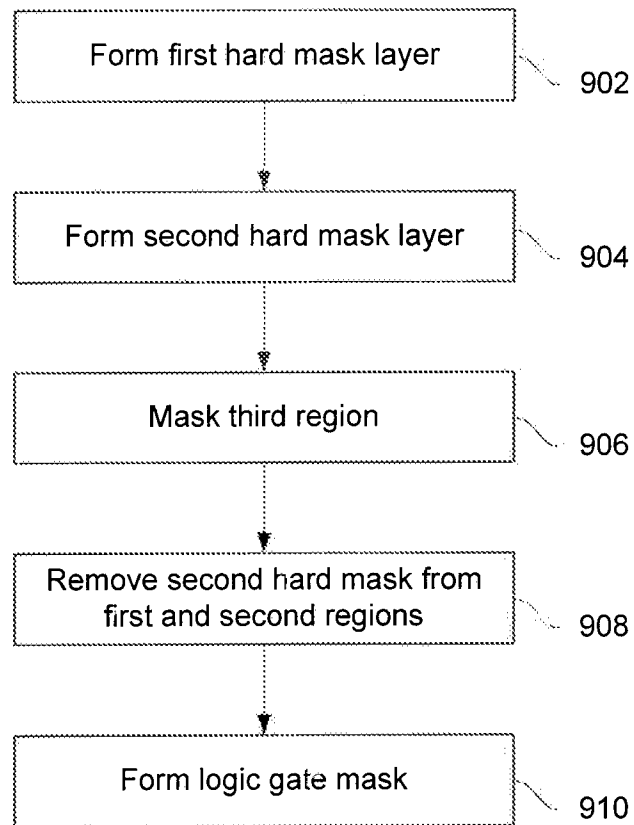 Form first hard mask layer
902
Form second hard mask layer
904
Mask third region
906
Remove second hard mask from
first and second regions
908
Form logic gate mask
910